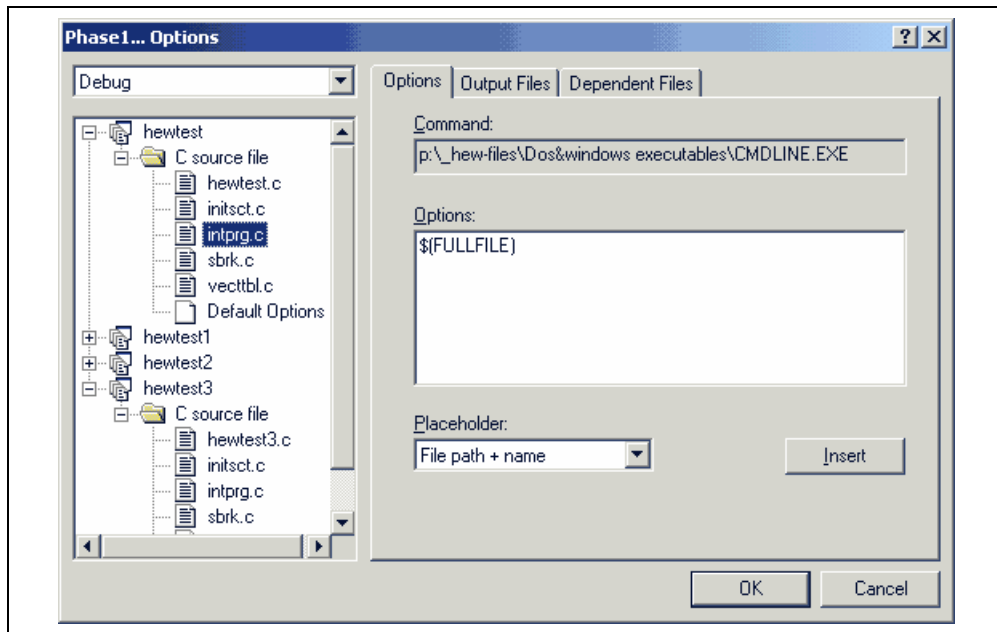 Phase1... Options
Debug
hewtest
C source file
hewtest.c
initsct.c
intprg.c
sbrk.c
vecttbl.c
Default Options
hewtest1
hewtest2
hewtest3
C source file
hewtest3.c
initsct.c
intprg.c
sbrk.c
Options
Output Files
Dependent Files
Command:
p:\_hew-files\Dos&windows executables\CMDLINE.EXE
Options:
$(FULLFILE)
Placeholder:
File path + name
Insert
OK
Cancel